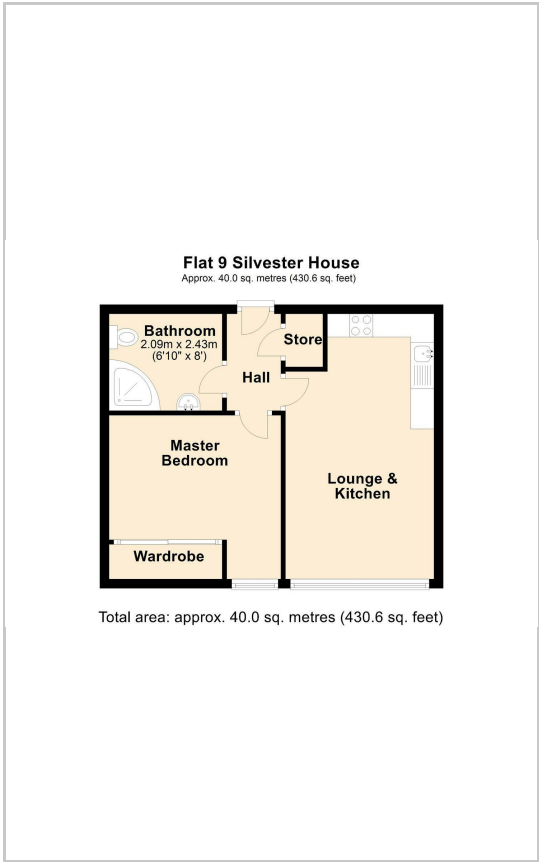 Flat 9 Silvester House
Approx. 40.0 sq. metres (430.6 sq. feet)
Bathroom
2.09m x 2.43m
(6'10" x 8')
Store
Hall
Master
Bedroom
Lounge &
Kitchen
Wardrobe
Total area: approx. 40.0 sq. metres (430.6 sq. feet)